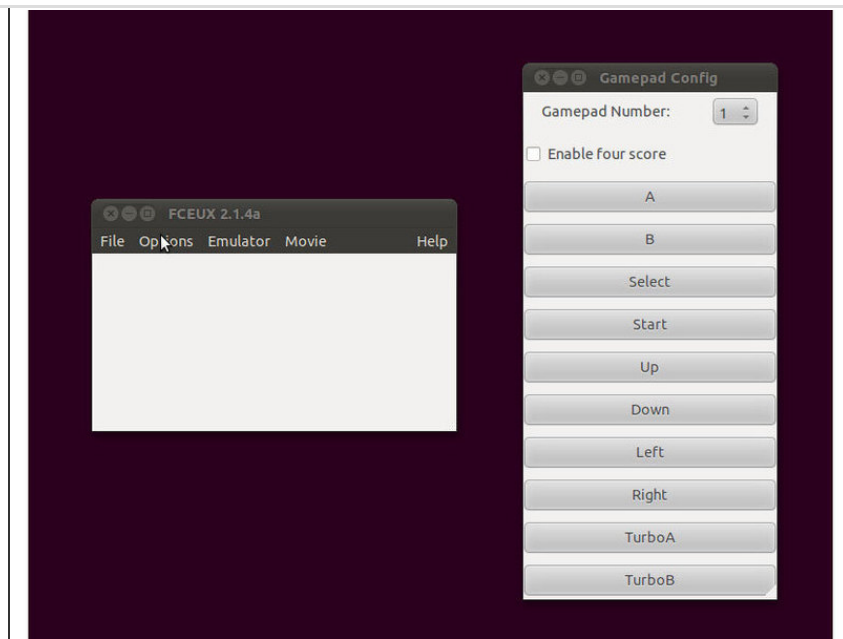 FCEUX 2.1.4a
File Options Emulator Movie Help
Gamepad Config
Gamepad Number: 1
Enable four score
A
B
Select
Start
Up
Down
Left
Right
TurboA
TurboB